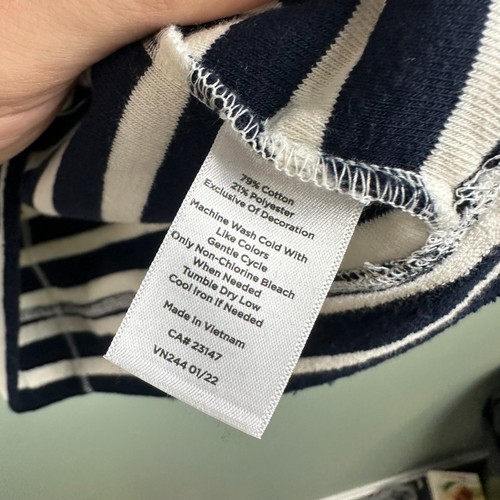 79% Cotton
21% Polyester
Exclusive Of Decoration
Machine Wash Cold With
Like Colors
Gentle Cycle
Only Non-Chlorine Bleach
When Needed
Tumble Dry Low
Cool Iron If Needed
Made In Vietnam
CA# 23147
VN244 01/22